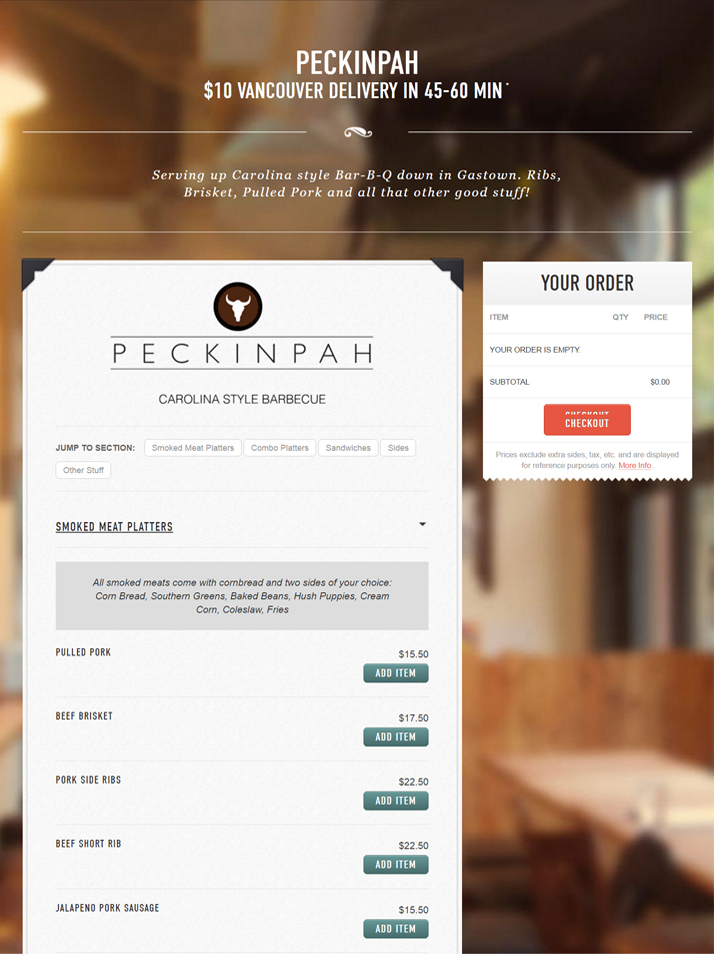 PECKINPAH
$10 VANCOUVER DELIVERY IN 45-60 MIN*
Serving up Carolina style Bar-B-Q down in Gastown. Ribs,
Brisket, Pulled Pork and all that other good stuff!
PECKINPAH
CAROLINA STYLE BARBECUE
JUMP TO SECTION: Smoked Meat Platters Combo Platters Sandwiches Sides
Other Stuff
SMOKED MEAT PLATTERS
All smoked meats come with cornbread and two sides of your choice:
Corn Bread, Southern Greens, Baked Beans, Hush Puppies, Cream
Corn, Coleslaw, Fries
PULLED PORK
$15.50
ADD ITEM
BEEF BRISKET
$17.50
ADD ITEM
PORK SIDE RIBS
$22.50
ADD ITEM
BEEF SHORT RIB
$22.50
ADD ITEM
JALAPENO PORK SAUSAGE
$15.50
ADD ITEM
YOUR ORDER
ITEM QTY PRICE
YOUR ORDER IS EMPTY.
SUBTOTAL $0.00
CHECKOUT
CHECKOUT
Prices exclude extra sides, tax, etc. and are displayed
for reference purposes only. More Info.